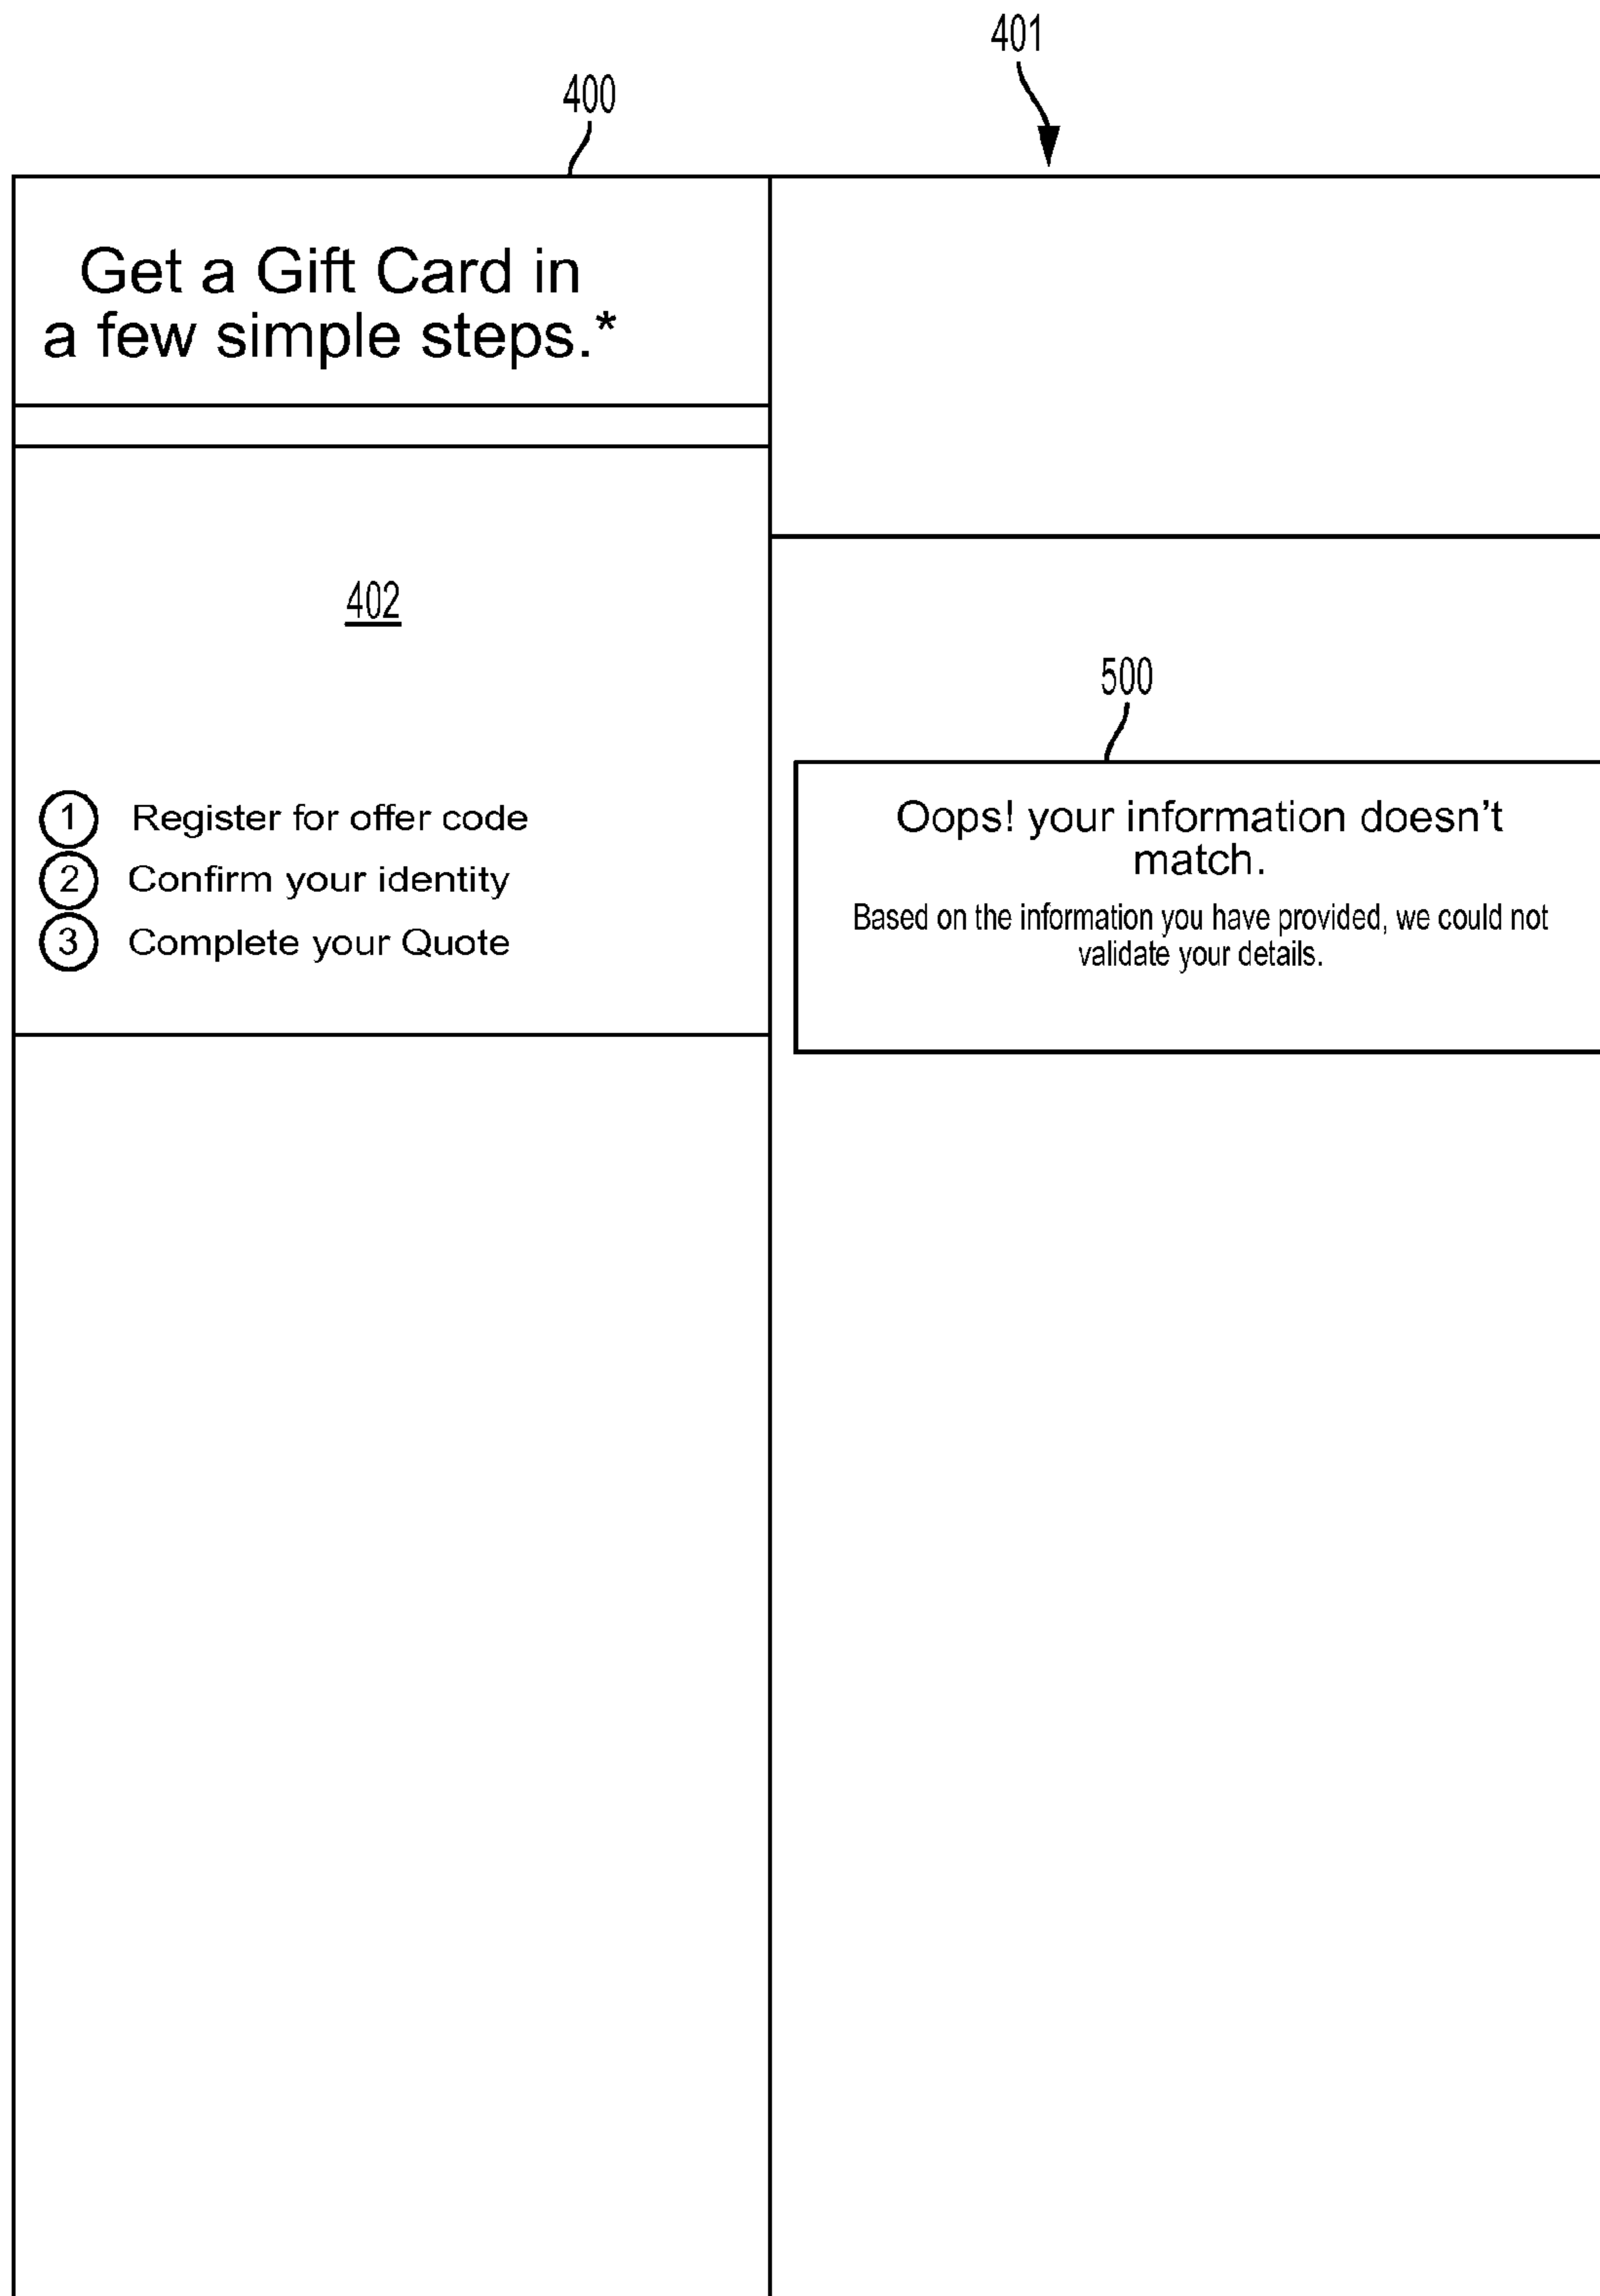 401
400
Get a Gift Card in
a few simple steps.*
402
1 Register for offer code
2 Confirm your identity
3 Complete your Quote
500
Oops! your information doesn't
match.
Based on the information you have provided, we could not
validate your details.